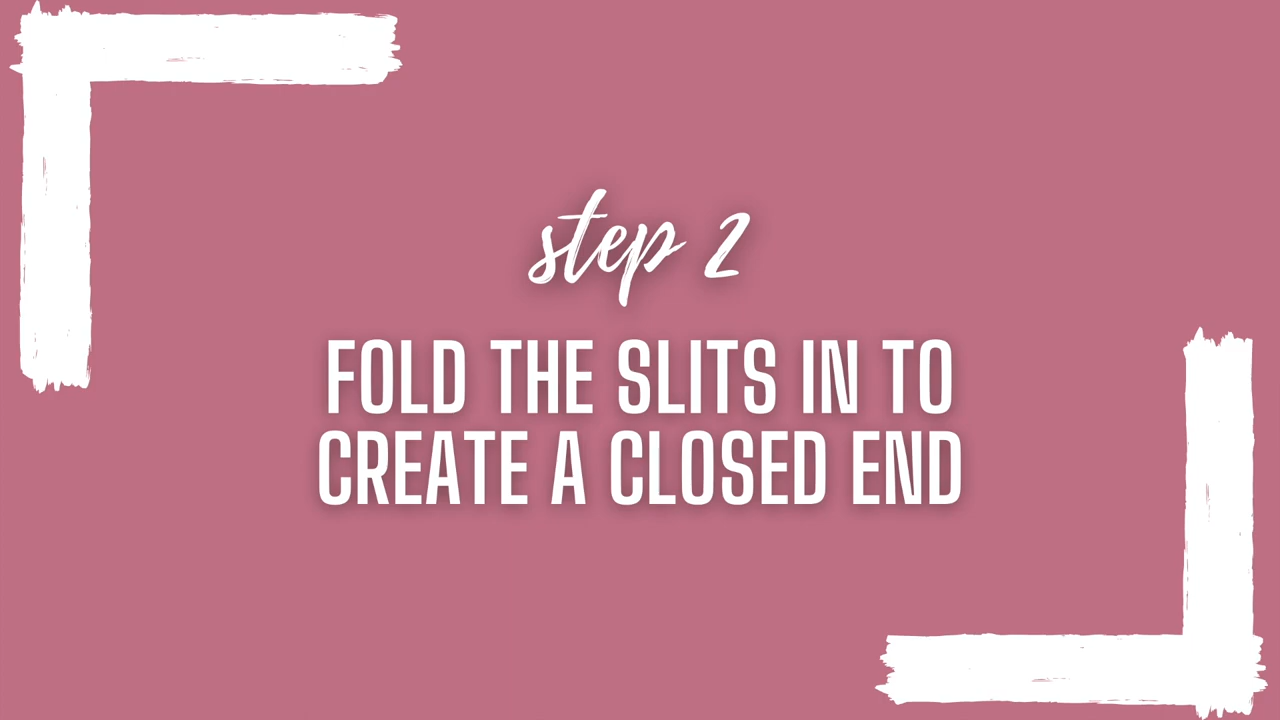 step 2
FOLD THE SLITS IN TO
CREATE A CLOSED END